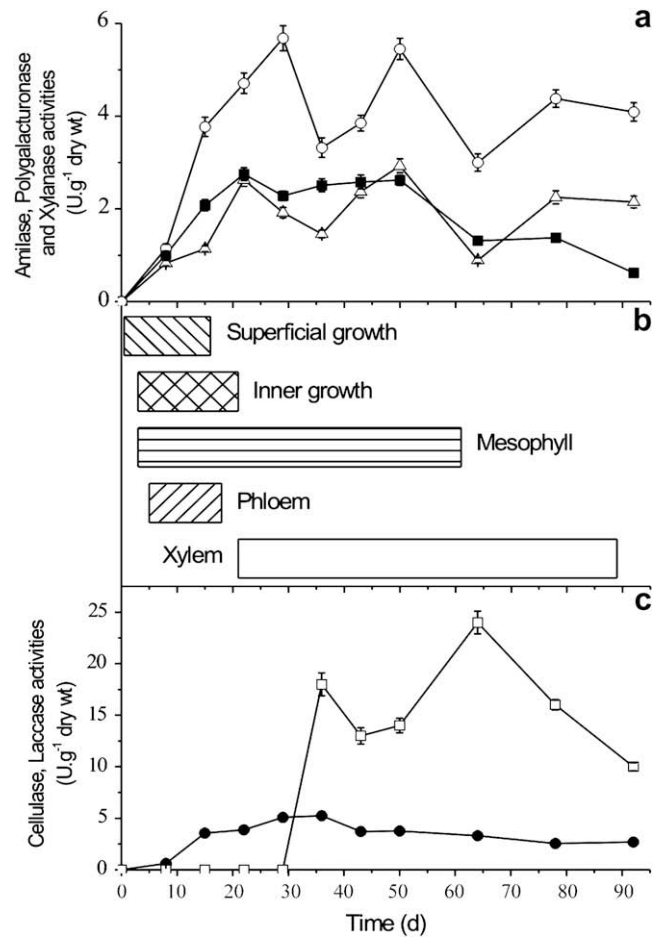 a
6
4
2
0
Amilase, Polygalacturonase
and Xylanase activities
(U.g⁻¹ dry wt)
b
Superficial growth
Inner growth
Mesophyll
Phloem
Xylem
c
25
20
15
10
5
0
Cellulase, Laccase activities
(U.g⁻¹ dry wt)
0 10 20 30 40 50 60 70 80 90
Time (d)